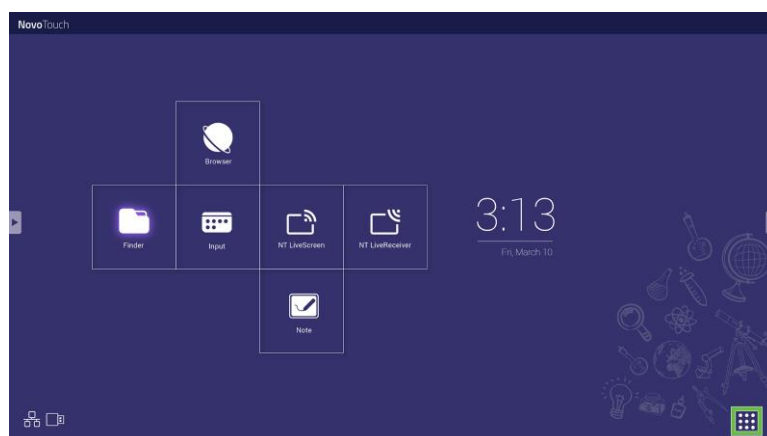 NovoTouch
Browser
Finder
Input
NT LiveScreen
NT LiveReceiver
3:13
Fri, March 10
Note